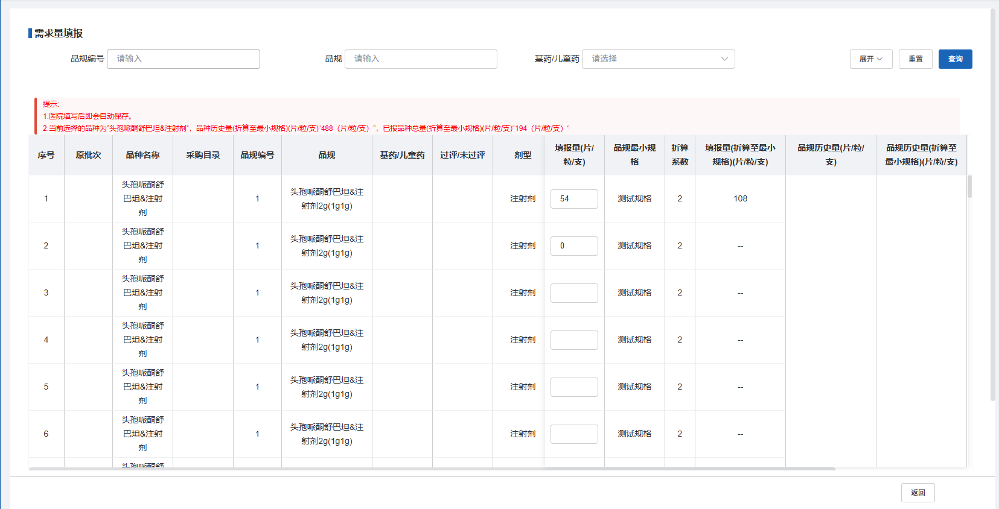 需求量填报
品规编号 请输入 品规 请输入 基药/儿童药 请选择 展开 重置 查询
提示:
1.医院填写后即会自动保存。
2.当前选择的品种为"头孢哌酮舒巴坦&注射剂"，品种历史量(折算至最小规格)(片/粒/支)“488（片/粒/支）”，已报品种总量(折算至最小规格)(片/粒/支)“194（片/粒/支）“
序号 原批次 品种名称 采购目录 品规编号 品规 基药/儿童药 过评/未过评 剂型 填报量(片/ 品规最小规 折算 填报量(折算至最小 品规历史量(片/粒/ 品规历史量(折算至
粒/支) 格 系数 规格)(片/粒/支) 支) 最小规格)(片/粒/支)
头孢哌酮舒 头孢哌酮舒巴坦&注
1 巴坦&注射 1 射剂2g(1g1g) 注射剂 54 测试规格 2 108
剂
头孢哌酮舒 头孢哌酮舒巴坦&注
2 巴坦&注射 1 射剂2g(1g1g) 注射剂 0 测试规格 2 --
剂
头孢哌酮舒 头孢哌酮舒巴坦&注
3 巴坦&注射 1 射剂2g(1g1g) 注射剂 测试规格 2 --
剂
头孢哌酮舒 头孢哌酮舒巴坦&注
4 巴坦&注射 1 射剂2g(1g1g) 注射剂 测试规格 2 --
剂
头孢哌酮舒 头孢哌酮舒巴坦&注
5 巴坦&注射 1 射剂2g(1g1g) 注射剂 测试规格 2 --
剂
头孢哌酮舒 头孢哌酮舒巴坦&注
6 巴坦&注射 1 射剂2g(1g1g) 注射剂 测试规格 2 --
剂
头孢哌酮舒
返回